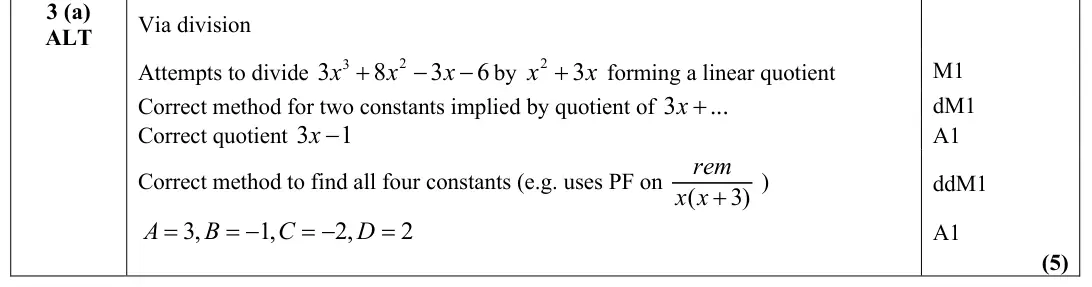 3 (a)
ALT
Via division
Attempts to divide 3x³ + 8x² − 3x − 6 by x² + 3x forming a linear quotient M1
Correct method for two constants implied by quotient of 3x + ... dM1
Correct quotient 3x − 1 A1
Correct method to find all four constants (e.g. uses PF on rem / x(x + 3) ) ddM1
A = 3, B = −1, C = −2, D = 2 A1
(5)